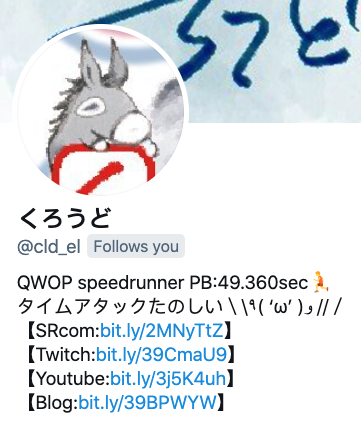 くろうど
@cld_el Follows you
QWOP speedrunner PB:49.360sec🏃
タイムアタックたのしい \ \٩( ‘ω’ )و // /
【SRcom:bit.ly/2MNyTtZ】
【Twitch:bit.ly/39CmaU9】
【Youtube:bit.ly/3j5K4uh】
【Blog:bit.ly/39BPWYW】